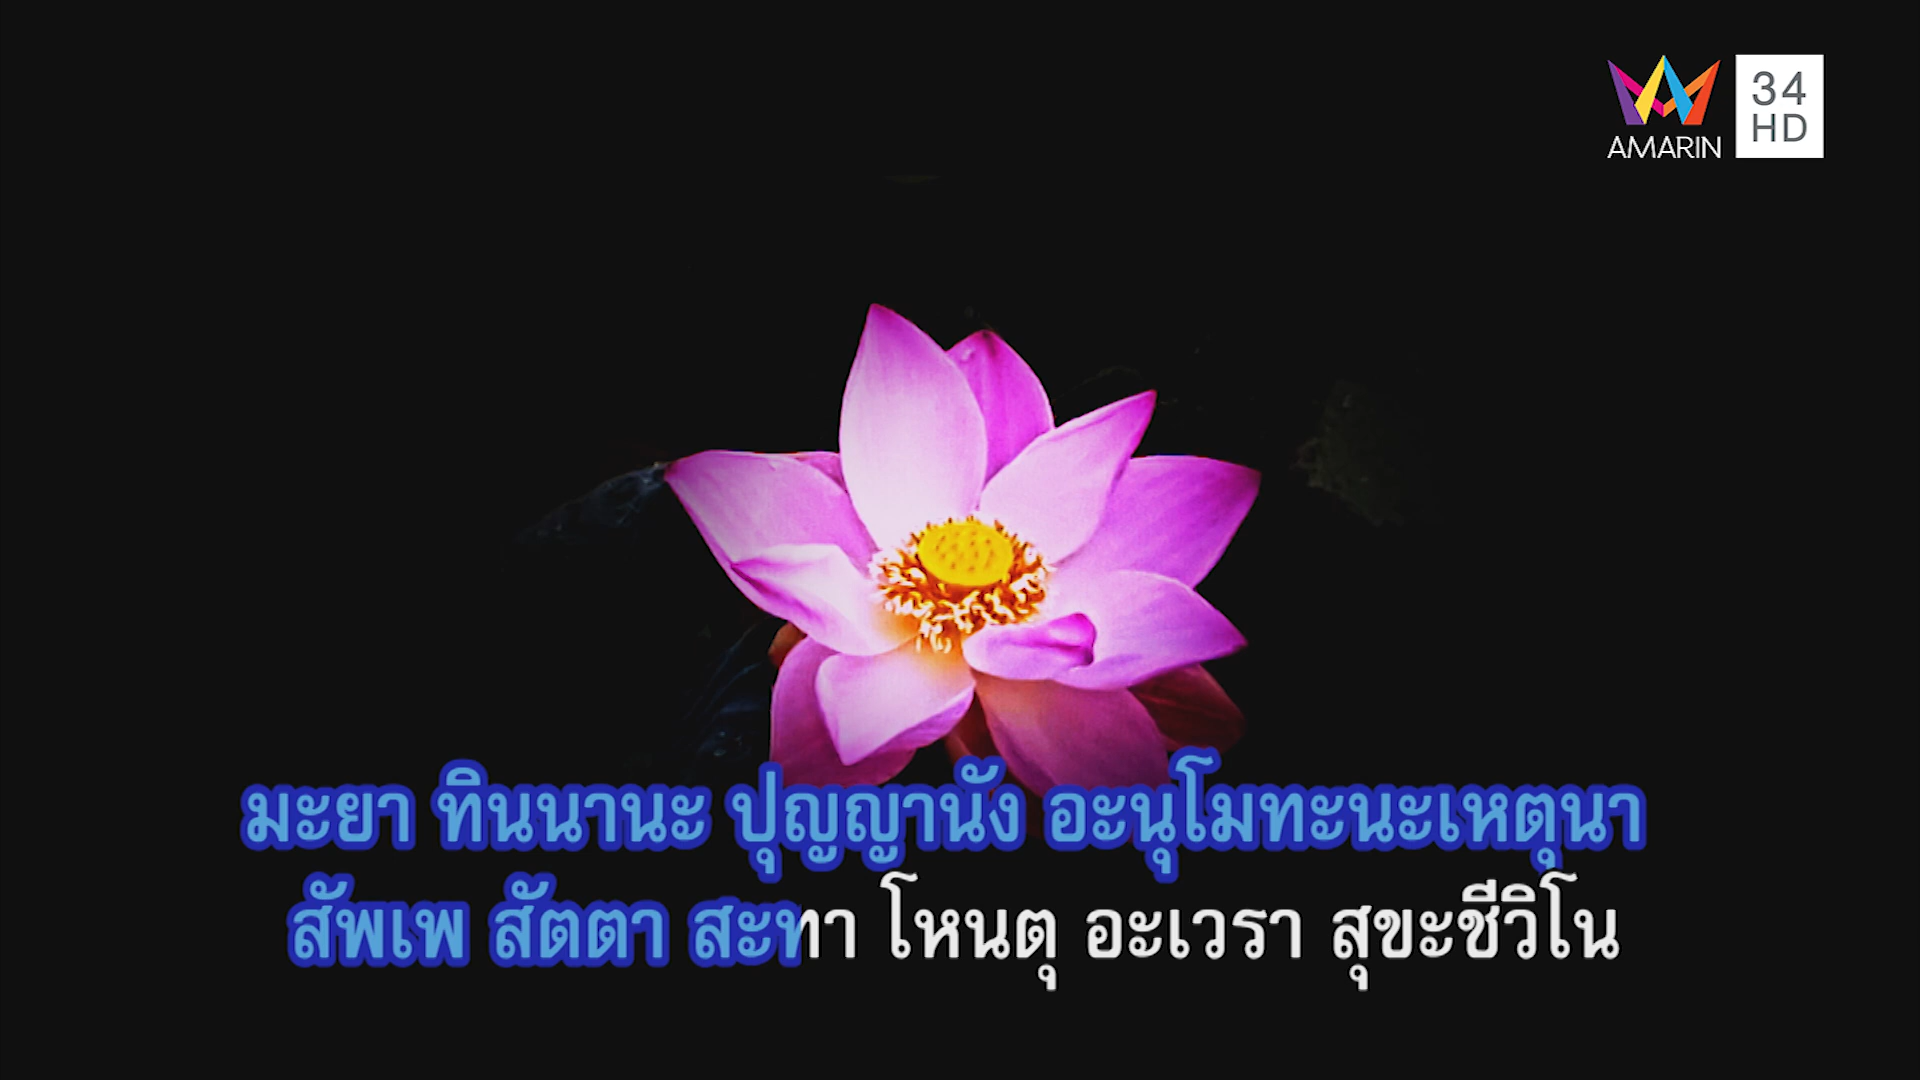 AMARIN
34
HD
มะยา ทินนานะ ปุญญานัง อะนุโมทะนะเหตุนา
สัพเพ สัตตา สะทา โหนตุ อะเวรา สุขะชีวิโน